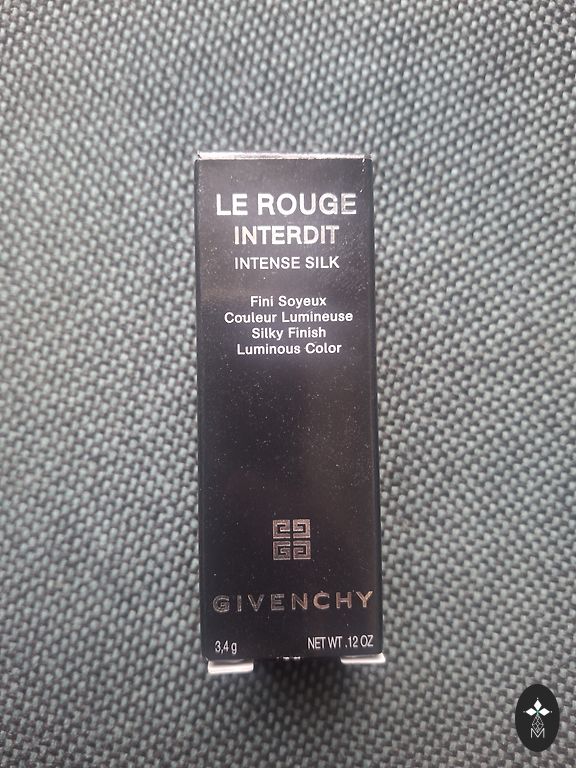 LE ROUGE
INTERDIT
INTENSE SILK
Fini Soyeux
Couleur Lumineuse
Silky Finish
Luminous Color
GIVENCHY
3,4 g NET WT .12 OZ
M